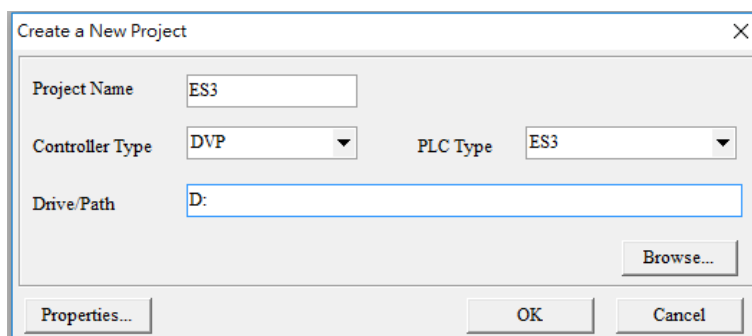 Create a New Project
Project Name ES3
Controller Type DVP PLC Type ES3
Drive/Path D:
Browse...
Properties... OK Cancel